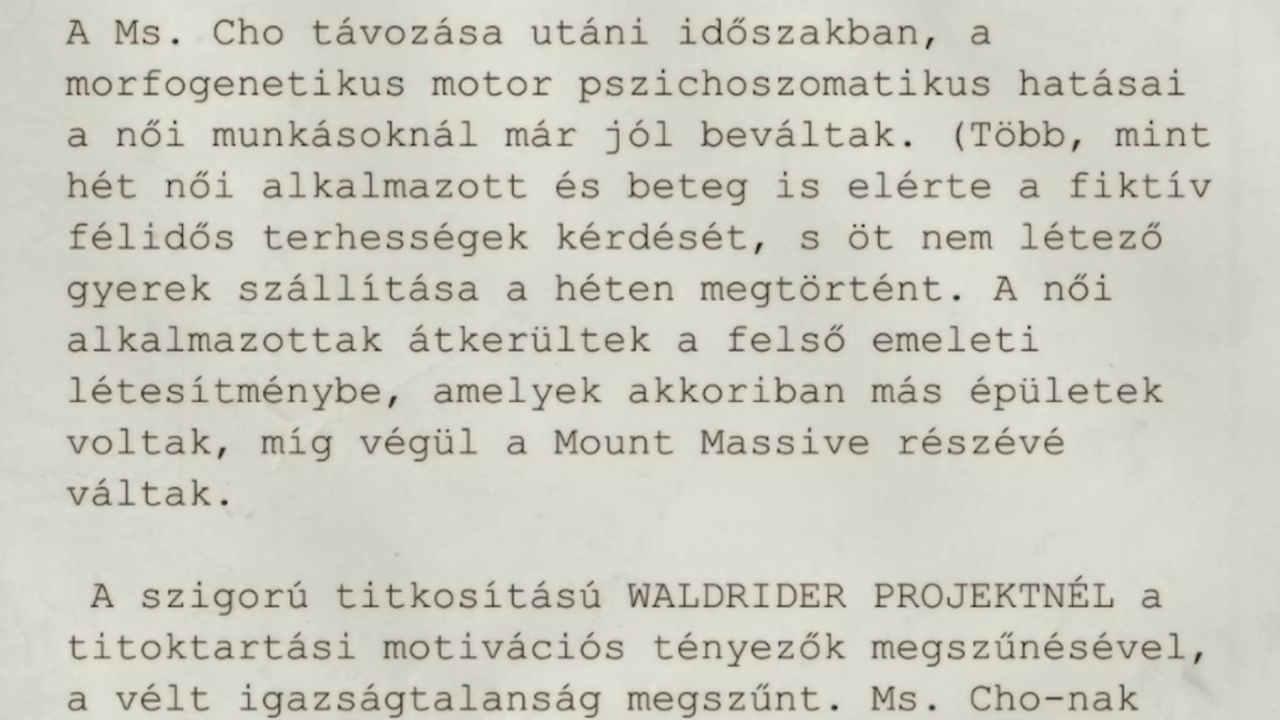 A Ms. Cho távozása utáni időszakban, a
morfogenetikus motor pszichoszomatikus hatásai
a női munkásoknál már jól beváltak. (Több, mint
hét női alkalmazott és beteg is elérte a fiktív
félidős terhességek kérdését, s öt nem létező
gyerek szállítása a héten megtörtént. A női
alkalmazottak átkerültek a felső emeleti
létesítménybe, amelyek akkoriban más épületek
voltak, míg végül a Mount Massive részévé
váltak.
A szigorú titkosítású WALDRIDER PROJEKTNÉL a
titoktartási motivációs tényezők megszűnésével,
a vélt igazságtalanság megszűnt. Ms. Cho-nak